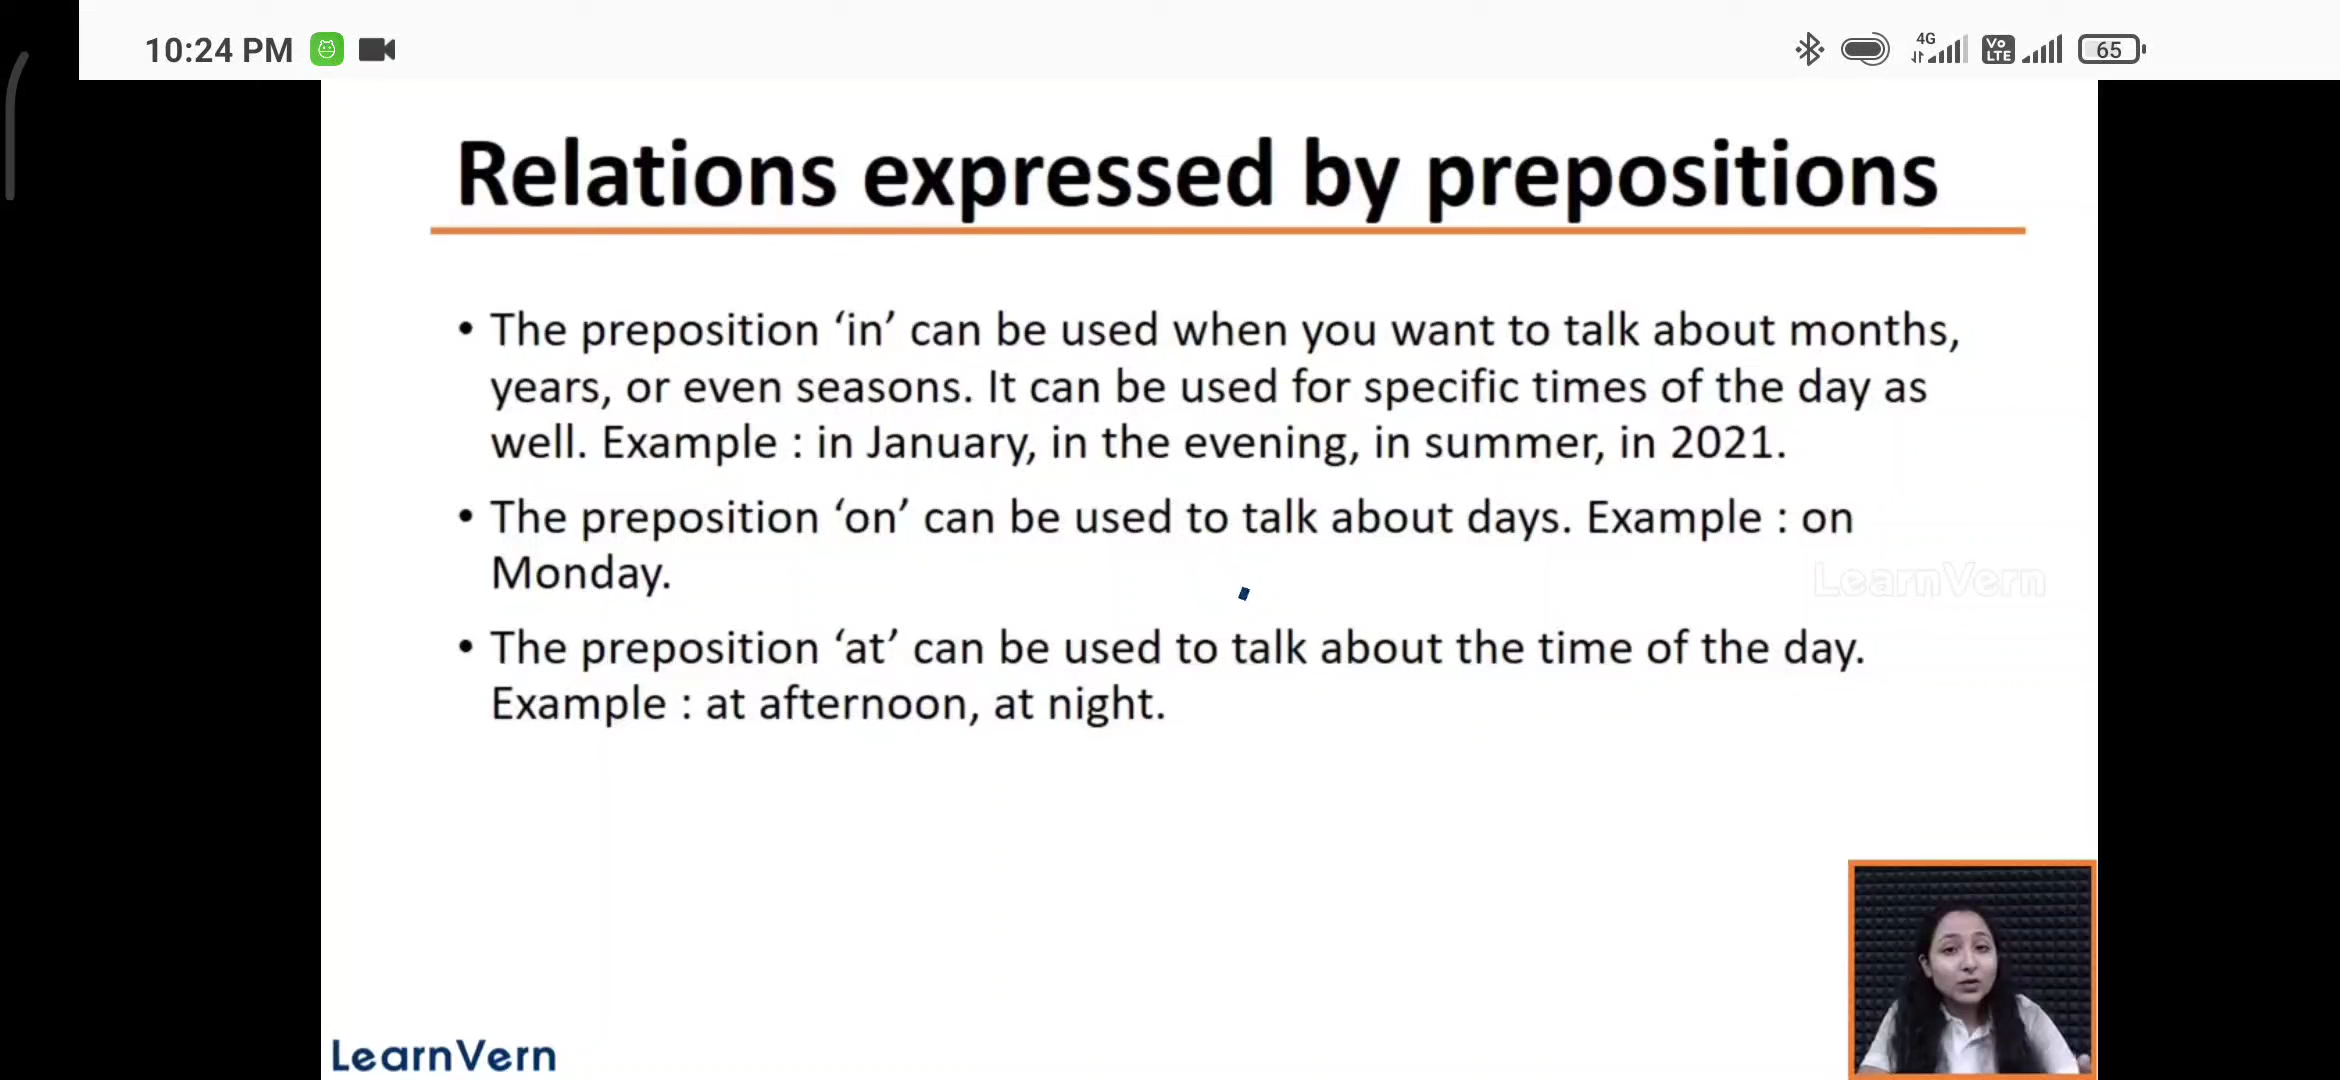 10:24 PM
4G
Vo
LTE
65
Relations expressed by prepositions
• The preposition ‘in’ can be used when you want to talk about months,
years, or even seasons. It can be used for specific times of the day as
well. Example : in January, in the evening, in summer, in 2021.
• The preposition ‘on’ can be used to talk about days. Example : on
Monday.
LearnVern
• The preposition ‘at’ can be used to talk about the time of the day.
Example : at afternoon, at night.
LearnVern